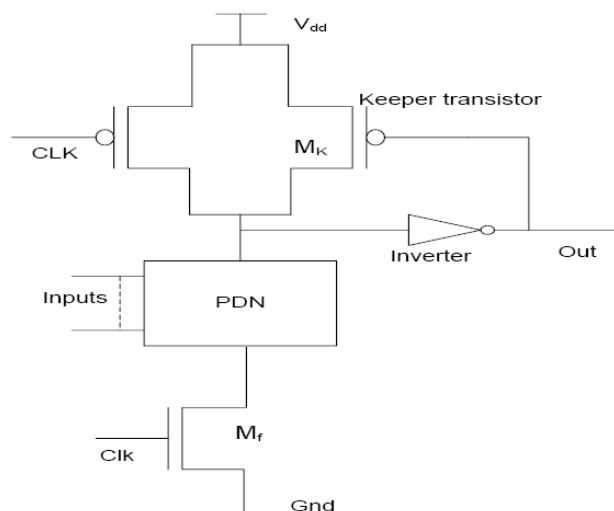 Vdd
Keeper transistor
CLK
MK
Inverter
Out
Inputs
PDN
Mf
Clk
Gnd